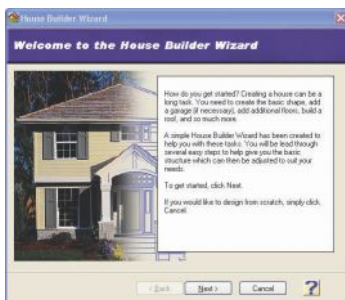 House Builder Wizard
Welcome to the House Builder Wizard
How do you get started? Creating a house can be a
long task. You need to create the basic shape, add
a garage (if necessary), add additional floors, build a
roof, and so much more.
A simple House Builder Wizard has been created to
help you with these tasks. You will be lead through
several easy steps to help give you the basic
structure which can then be adjusted to suit your
needs.
To get started, click Next.
If you would like to design from scratch, simply click
Cancel.
< Back
Next >
Cancel
?